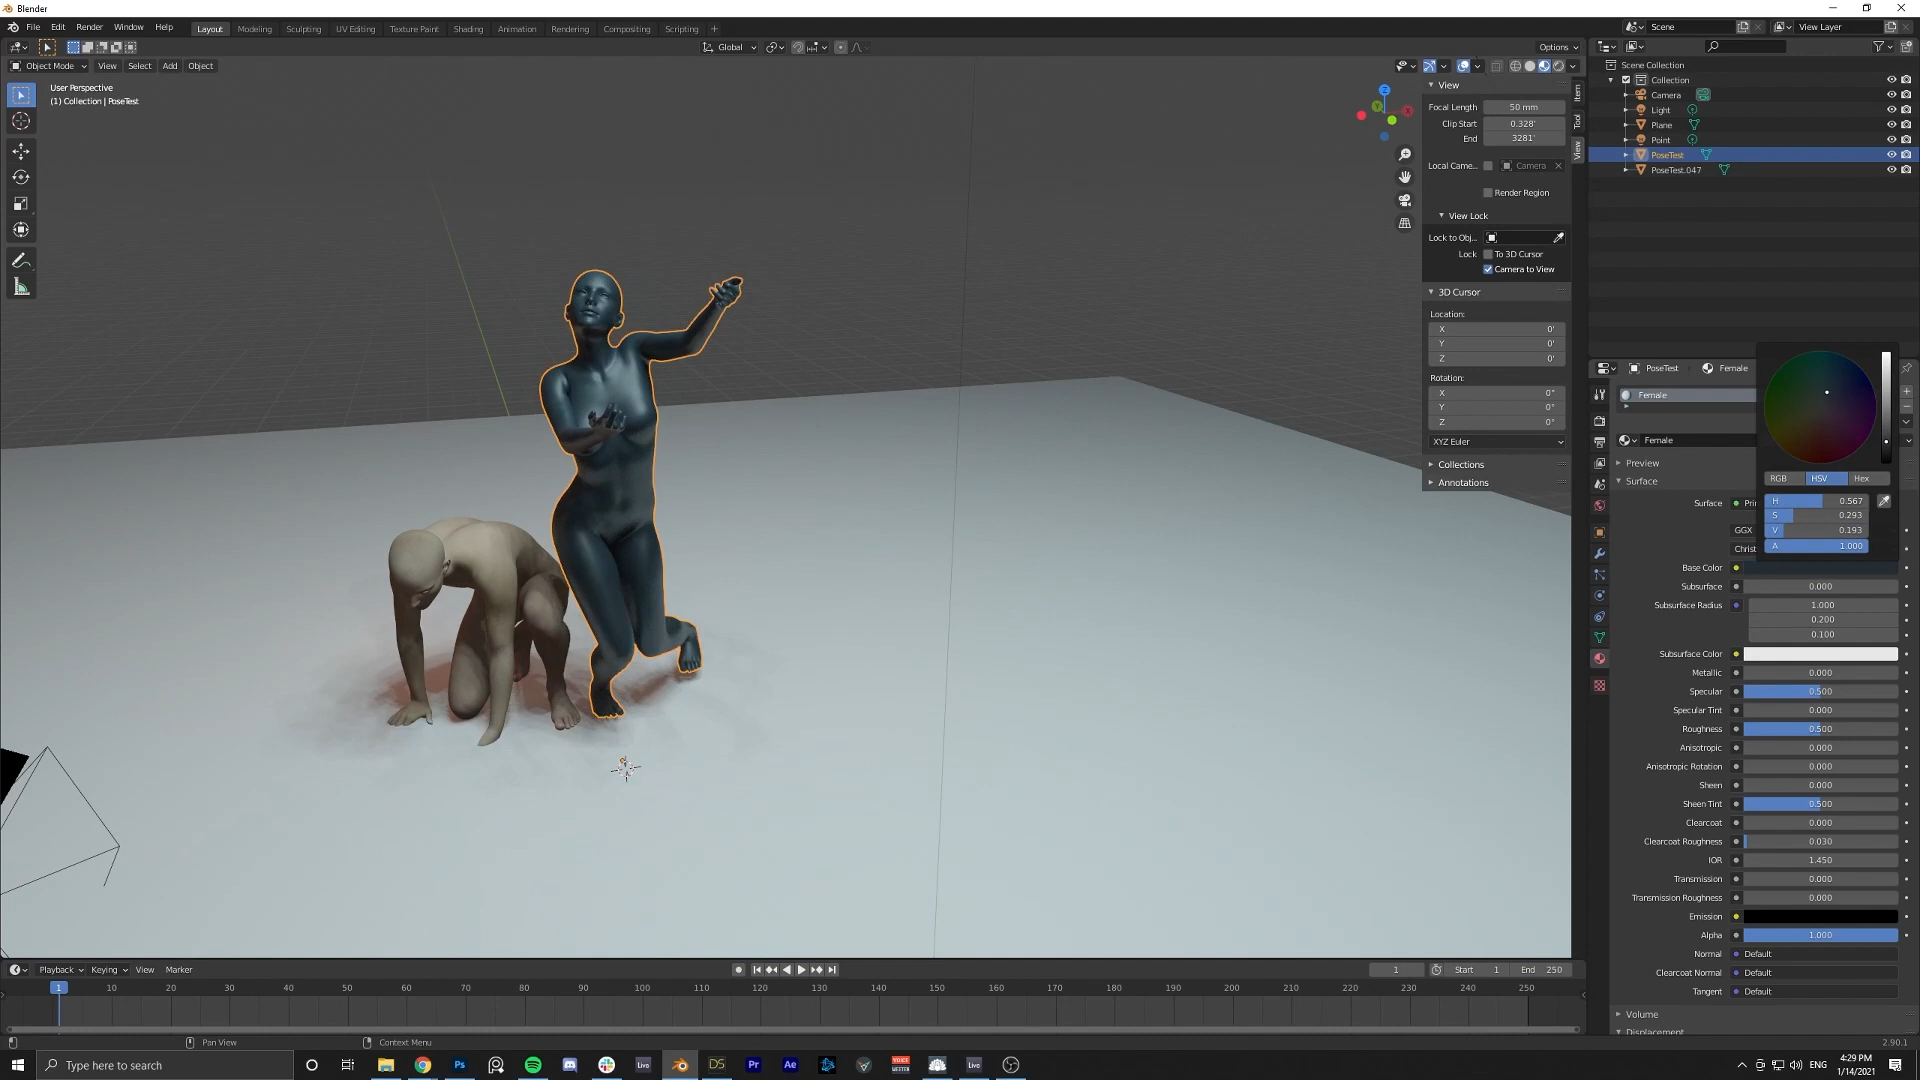 Blender
File Edit Render Window Help
Layout Modeling Sculpting UV Editing Texture Paint Shading Animation Rendering Compositing Scripting +
Scene
View Layer
Global
Options
Object Mode View Select Add Object
User Perspective
(1) Collection | PoseTest
Z
Y
X
View
Focal Length 50 mm
Clip Start 0.328'
End 3281'
Local Came... Camera
Render Region
View Lock
Lock to Obj...
Lock To 3D Cursor
Camera to View
3D Cursor
Location:
X 0'
Y 0'
Z 0'
Rotation:
X 0°
Y 0°
Z 0°
XYZ Euler
Collections
Annotations
Item
Tool
View
Scene Collection
Collection
Camera
Light
Plane
Point
PoseTest
PoseTest.047
PoseTest Female
Female
Female
Preview
Surface
Surface Prin
GGX
Christ
RGB HSV Hex
H 0.567
S 0.293
V 0.193
A 1.000
Base Color
Subsurface 0.000
Subsurface Radius 1.000
0.200
0.100
Subsurface Color
Metallic 0.000
Specular 0.500
Specular Tint 0.000
Roughness 0.500
Anisotropic 0.000
Anisotropic Rotation 0.000
Sheen 0.000
Sheen Tint 0.500
Clearcoat 0.000
Clearcoat Roughness 0.030
IOR 1.450
Transmission 0.000
Transmission Roughness 0.000
Emission
Alpha 1.000
Normal Default
Clearcoat Normal Default
Tangent Default
Volume
Displacement
Playback Keying View Marker
1 Start 1 End 250
1 10 20 30 40 50 60 70 80 90 100 110 120 130 140 150 160 170 180 190 200 210 220 230 240 250
Pan View
Context Menu
2.90.1
Type here to search
Ps
Live
DS
Pr
Ae
Live
ENG
4:29 PM
1/14/2021